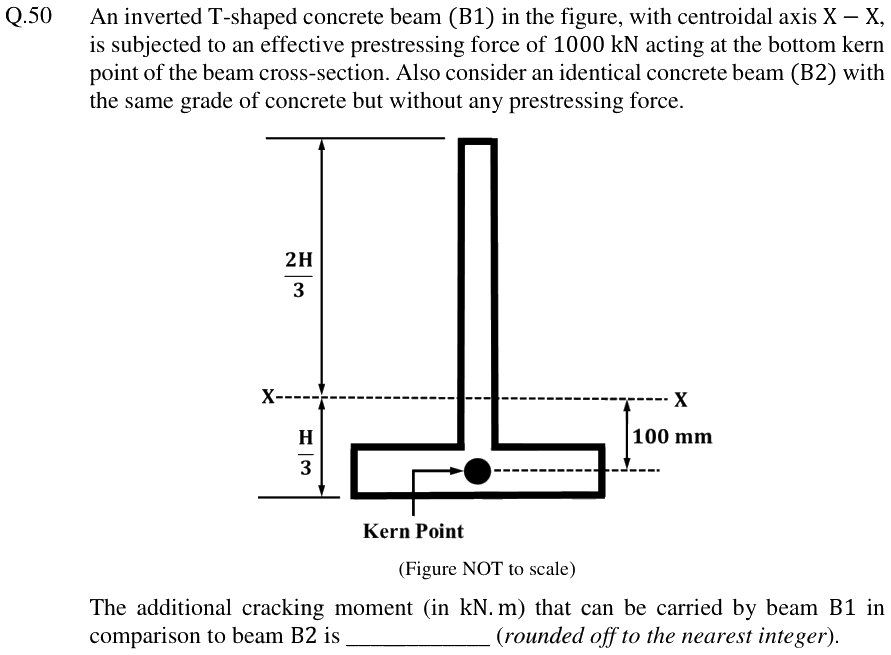 Q.50 An inverted T-shaped concrete beam (B1) in the figure, with centroidal axis X – X,
is subjected to an effective prestressing force of 1000 kN acting at the bottom kern
point of the beam cross-section. Also consider an identical concrete beam (B2) with
the same grade of concrete but without any prestressing force.
2H
3
X
X
H
3
100 mm
Kern Point
(Figure NOT to scale)
The additional cracking moment (in kN. m) that can be carried by beam B1 in
comparison to beam B2 is ____________ (rounded off to the nearest integer).